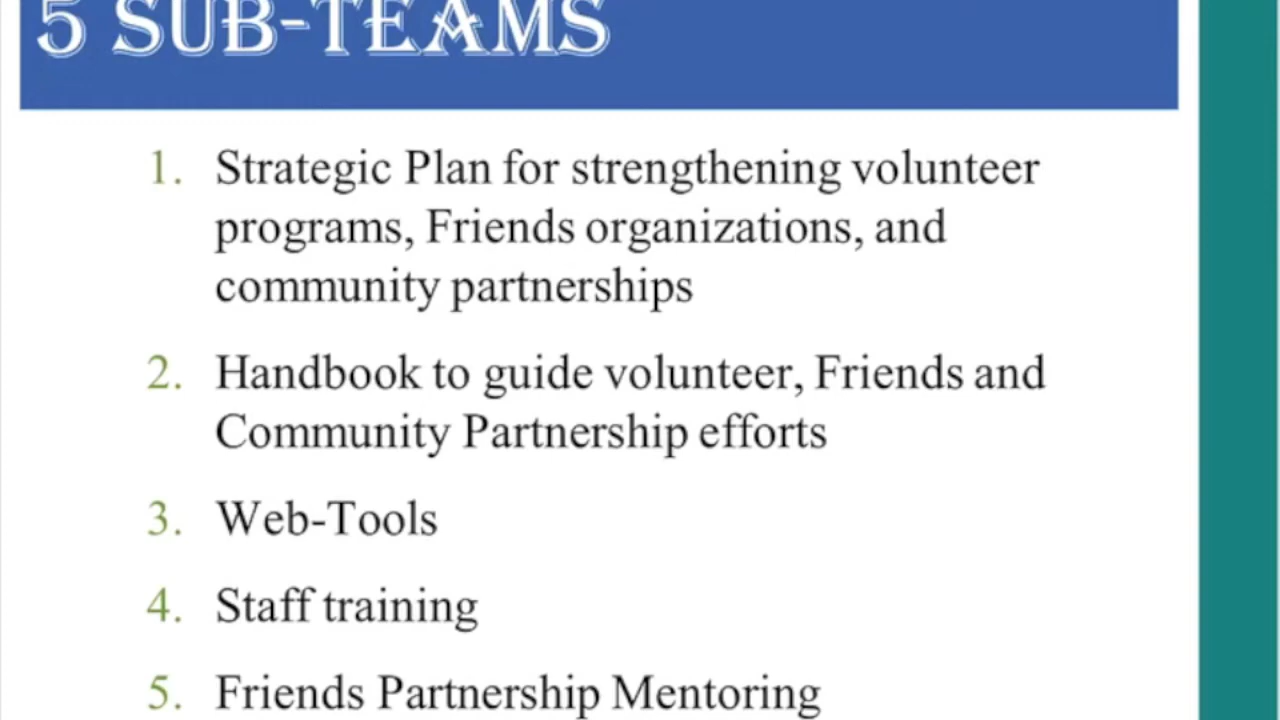 5 SUB-TEAMS
1. Strategic Plan for strengthening volunteer
programs, Friends organizations, and
community partnerships
2. Handbook to guide volunteer, Friends and
Community Partnership efforts
3. Web-Tools
4. Staff training
5. Friends Partnership Mentoring